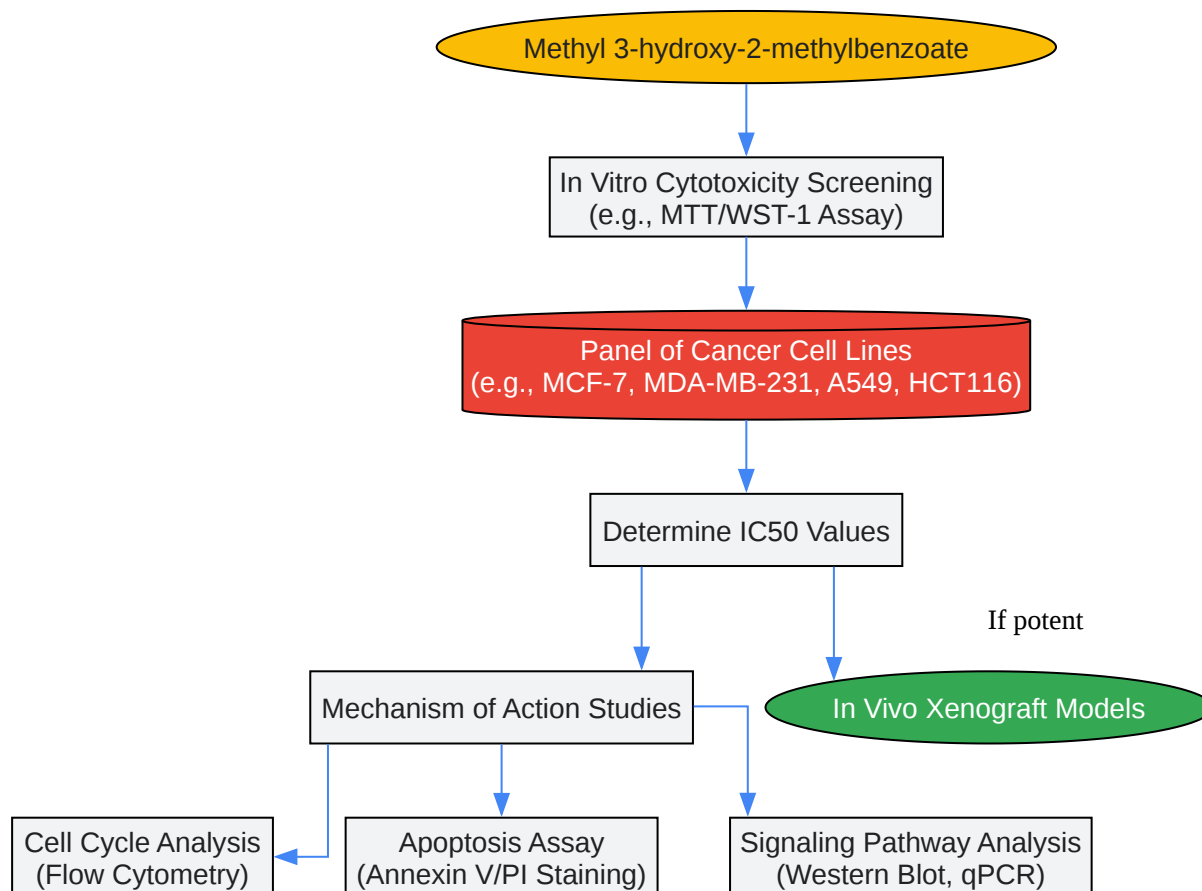 Methyl 3-hydroxy-2-methylbenzoate
In Vitro Cytotoxicity Screening
(e.g., MTT/WST-1 Assay)
Panel of Cancer Cell Lines
(e.g., MCF-7, MDA-MB-231, A549, HCT116)
Determine IC50 Values
If potent
Mechanism of Action Studies
In Vivo Xenograft Models
Cell Cycle Analysis
(Flow Cytometry)
Apoptosis Assay
(Annexin V/PI Staining)
Signaling Pathway Analysis
(Western Blot, qPCR)